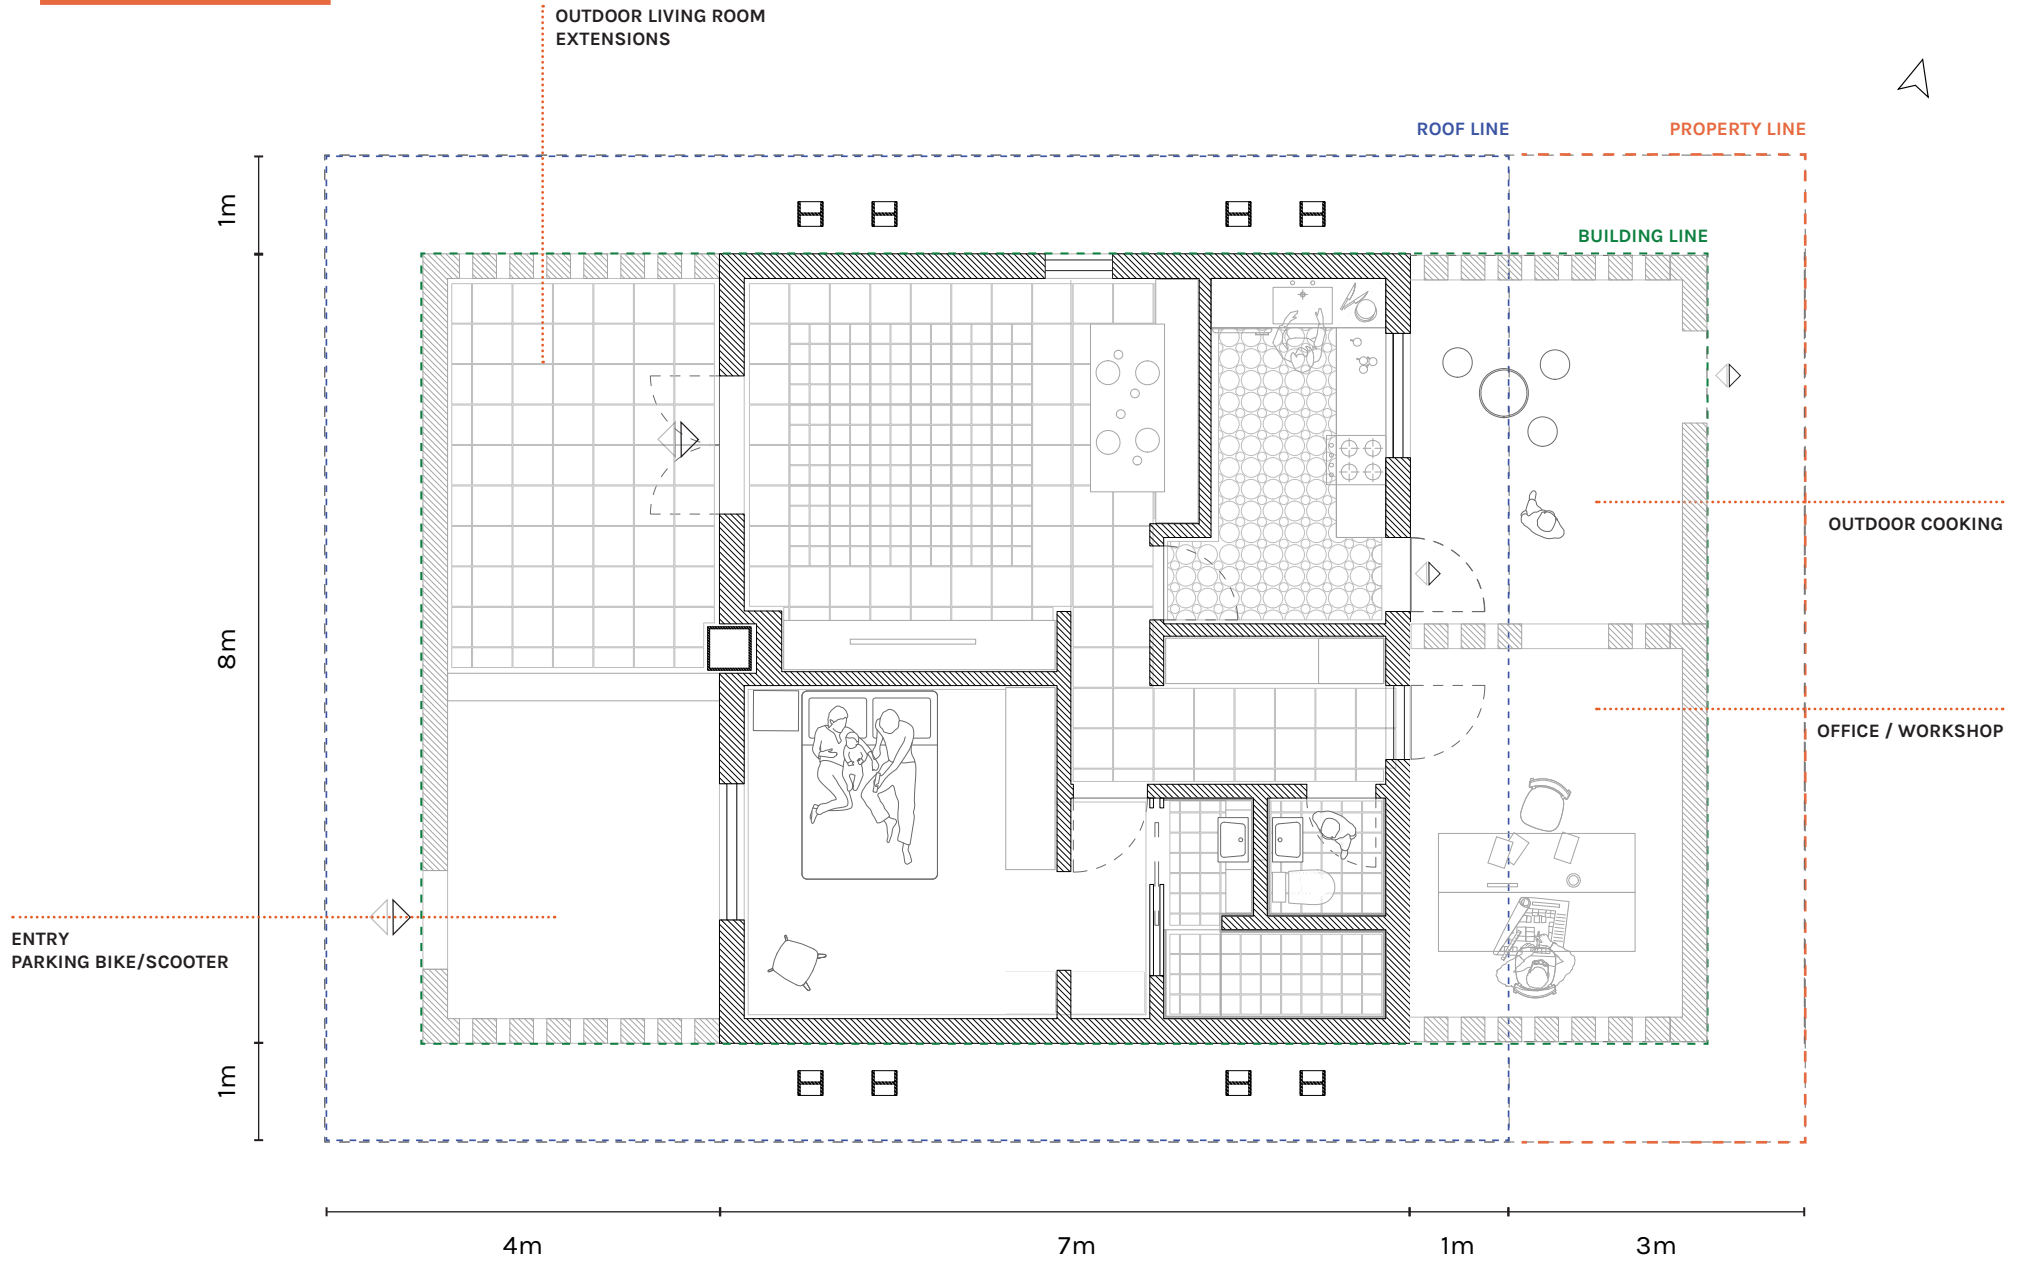 OUTDOOR LIVING ROOM
EXTENSIONS
ROOF LINE
PROPERTY LINE
BUILDING LINE
1m
8m
1m
OUTDOOR COOKING
OFFICE / WORKSHOP
ENTRY
PARKING BIKE/SCOOTER
4m
7m
1m
3m